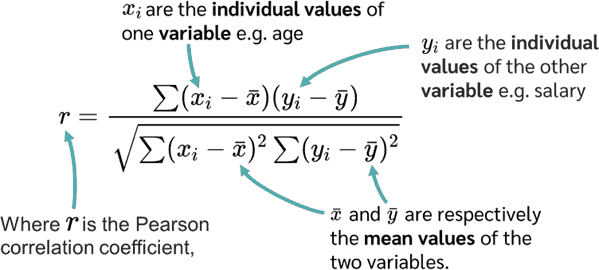 xᵢ are the individual values of
one variable e.g. age
yᵢ are the individual
values of the other
variable e.g. salary
r = ∑(xᵢ − x̄)(yᵢ − ȳ) / √(∑(xᵢ − x̄)² ∑(yᵢ − ȳ)²)
Where r is the Pearson
correlation coefficient,
x̄ and ȳ are respectively
the mean values of the
two variables.